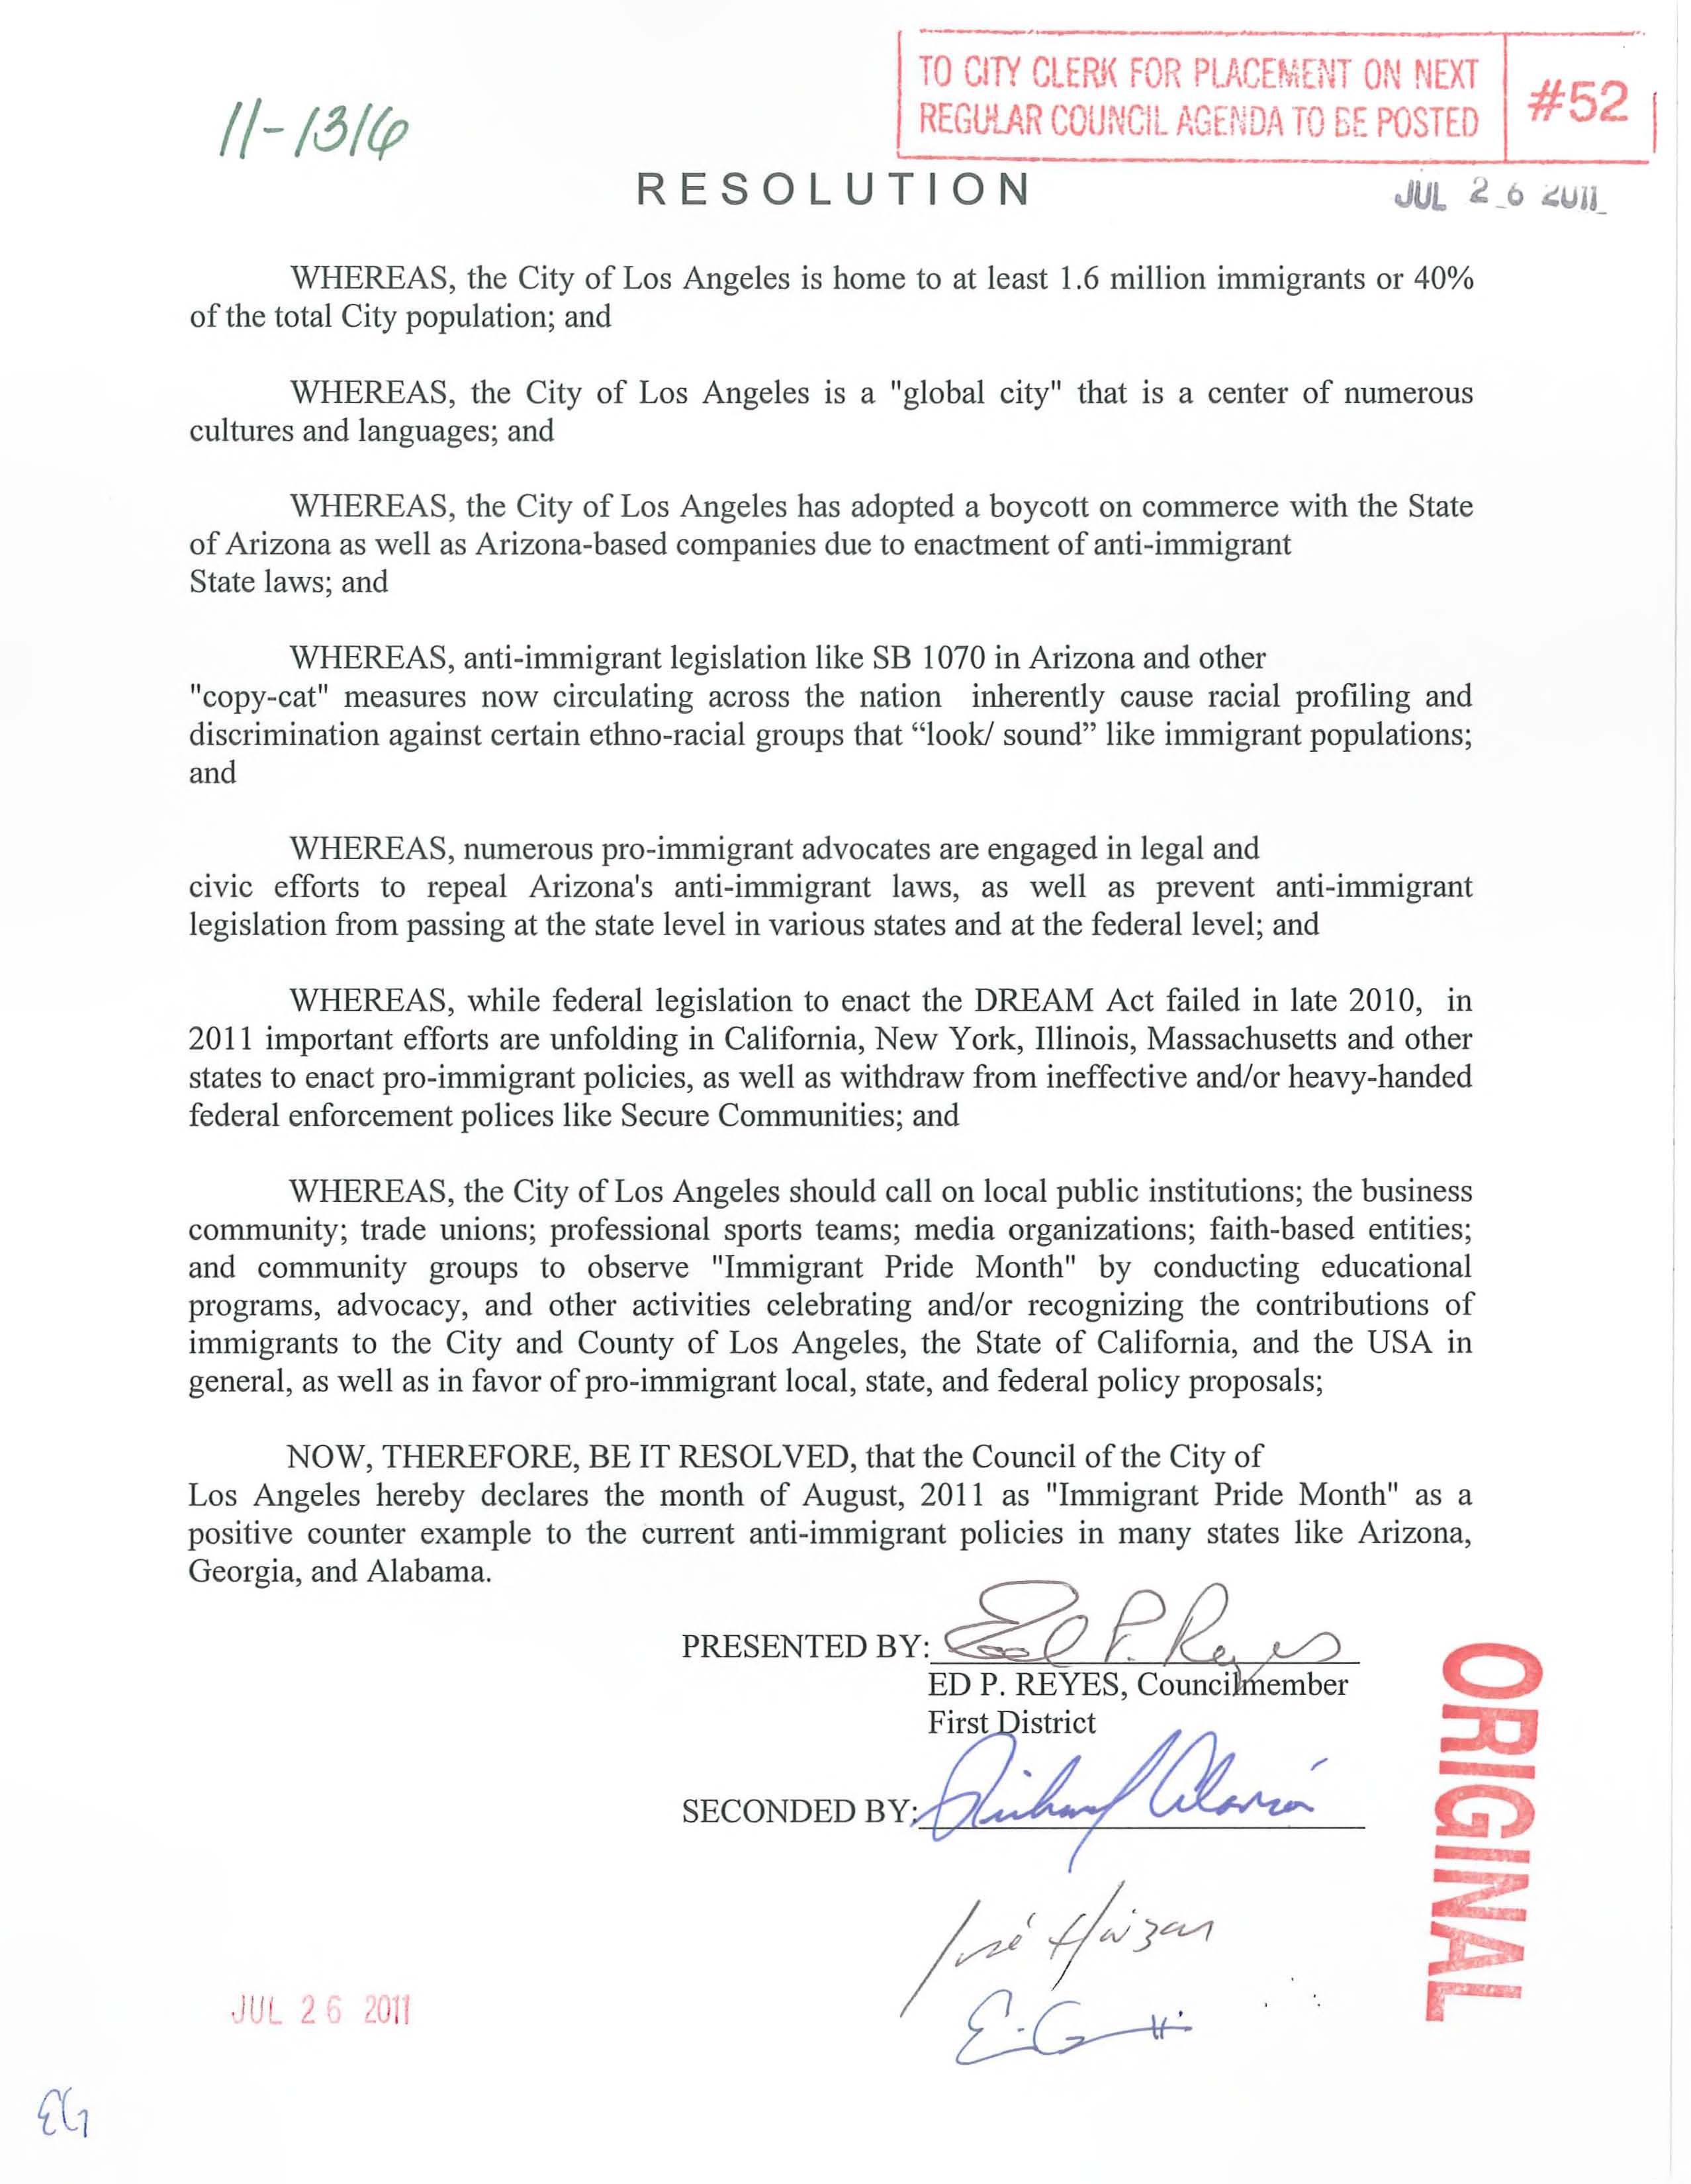 11-1316
TO CITY CLERK FOR PLACEMENT ON NEXT
REGULAR COUNCIL AGENDA TO BE POSTED
#52
RESOLUTION
JUL 26 2011
WHEREAS, the City of Los Angeles is home to at least 1.6 million immigrants or 40%
of the total City population; and
WHEREAS, the City of Los Angeles is a "global city" that is a center of numerous
cultures and languages; and
WHEREAS, the City of Los Angeles has adopted a boycott on commerce with the State
of Arizona as well as Arizona-based companies due to enactment of anti-immigrant
State laws; and
WHEREAS, anti-immigrant legislation like SB 1070 in Arizona and other
"copy-cat" measures now circulating across the nation inherently cause racial profiling and
discrimination against certain ethno-racial groups that “look/ sound” like immigrant populations;
and
WHEREAS, numerous pro-immigrant advocates are engaged in legal and
civic efforts to repeal Arizona's anti-immigrant laws, as well as prevent anti-immigrant
legislation from passing at the state level in various states and at the federal level; and
WHEREAS, while federal legislation to enact the DREAM Act failed in late 2010, in
2011 important efforts are unfolding in California, New York, Illinois, Massachusetts and other
states to enact pro-immigrant policies, as well as withdraw from ineffective and/or heavy-handed
federal enforcement polices like Secure Communities; and
WHEREAS, the City of Los Angeles should call on local public institutions; the business
community; trade unions; professional sports teams; media organizations; faith-based entities;
and community groups to observe "Immigrant Pride Month" by conducting educational
programs, advocacy, and other activities celebrating and/or recognizing the contributions of
immigrants to the City and County of Los Angeles, the State of California, and the USA in
general, as well as in favor of pro-immigrant local, state, and federal policy proposals;
NOW, THEREFORE, BE IT RESOLVED, that the Council of the City of
Los Angeles hereby declares the month of August, 2011 as "Immigrant Pride Month" as a
positive counter example to the current anti-immigrant policies in many states like Arizona,
Georgia, and Alabama.
PRESENTED BY: Ed P. Reyes
ED P. REYES, Councilmember
First District
SECONDED BY: Richard Alarcón
José Huizar
ORIGINAL
JUL 26 2011
EG